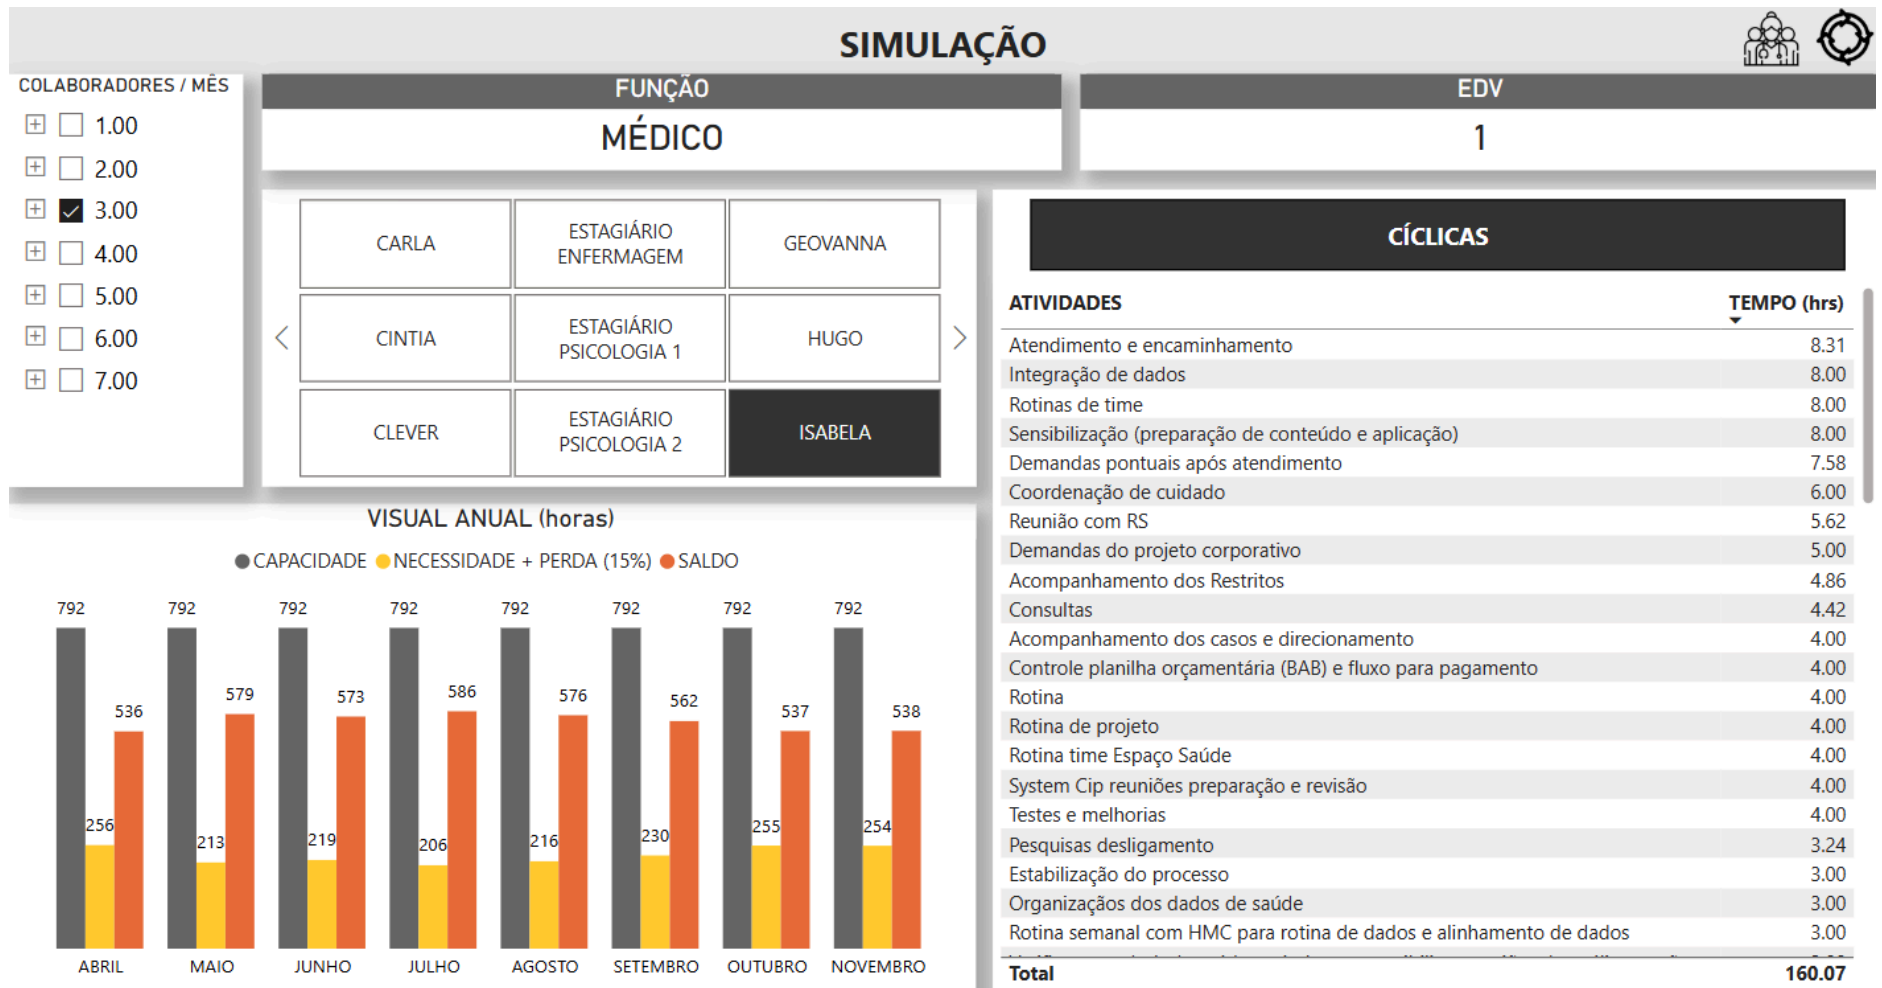 SIMULAÇÃO
COLABORADORES / MÊS
1.00
2.00
3.00
4.00
5.00
6.00
7.00
FUNÇÃO
MÉDICO
EDV
1
CARLA
ESTAGIÁRIO
ENFERMAGEM
GEOVANNA
CINTIA
ESTAGIÁRIO
PSICOLOGIA 1
HUGO
CLEVER
ESTAGIÁRIO
PSICOLOGIA 2
ISABELA
VISUAL ANUAL (horas)
CAPACIDADE NECESSIDADE + PERDA (15%) SALDO
792 792 792 792 792 792 792 792
536 579 573 586 576 562 537 538
256 213 219 206 216 230 255 254
ABRIL MAIO JUNHO JULHO AGOSTO SETEMBRO OUTUBRO NOVEMBRO
CÍCLICAS
ATIVIDADES TEMPO (hrs)
Atendimento e encaminhamento 8.31
Integração de dados 8.00
Rotinas de time 8.00
Sensibilização (preparação de conteúdo e aplicação) 8.00
Demandas pontuais após atendimento 7.58
Coordenação de cuidado 6.00
Reunião com RS 5.62
Demandas do projeto corporativo 5.00
Acompanhamento dos Restritos 4.86
Consultas 4.42
Acompanhamento dos casos e direcionamento 4.00
Controle planilha orçamentária (BAB) e fluxo para pagamento 4.00
Rotina 4.00
Rotina de projeto 4.00
Rotina time Espaço Saúde 4.00
System Cip reuniões preparação e revisão 4.00
Testes e melhorias 4.00
Pesquisas desligamento 3.24
Estabilização do processo 3.00
Organizaçãos dos dados de saúde 3.00
Rotina semanal com HMC para rotina de dados e alinhamento de dados 3.00
Total 160.07